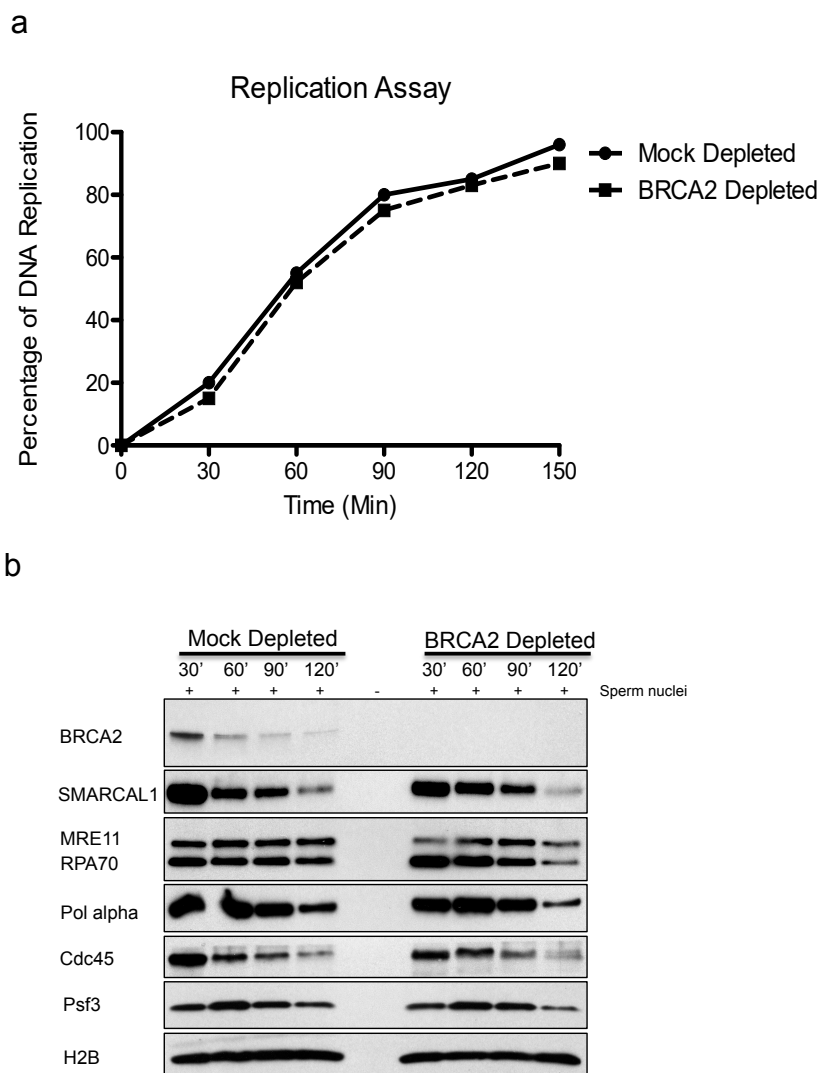 a
Replication Assay
Percentage of DNA Replication
100
80
60
40
20
0
0 30 60 90 120 150
Time (Min)
Mock Depleted
BRCA2 Depleted
b
Mock Depleted BRCA2 Depleted
30’ 60’ 90’ 120’ 30’ 60’ 90’ 120’
+ + + + - + + + + Sperm nuclei
BRCA2
SMARCAL1
MRE11
RPA70
Pol alpha
Cdc45
Psf3
H2B